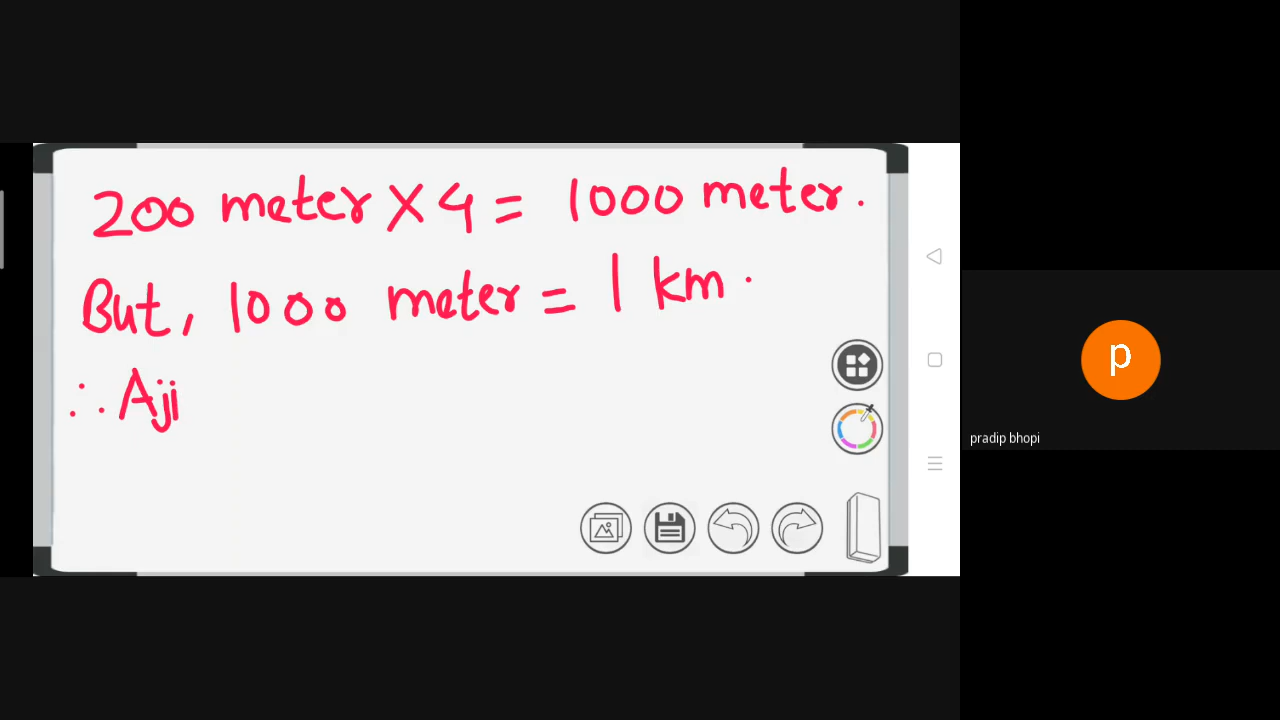 200 meter X 4 = 1000 meter.
But, 1000 meter = 1 km.
∴ Aji
p
pradip bhopi